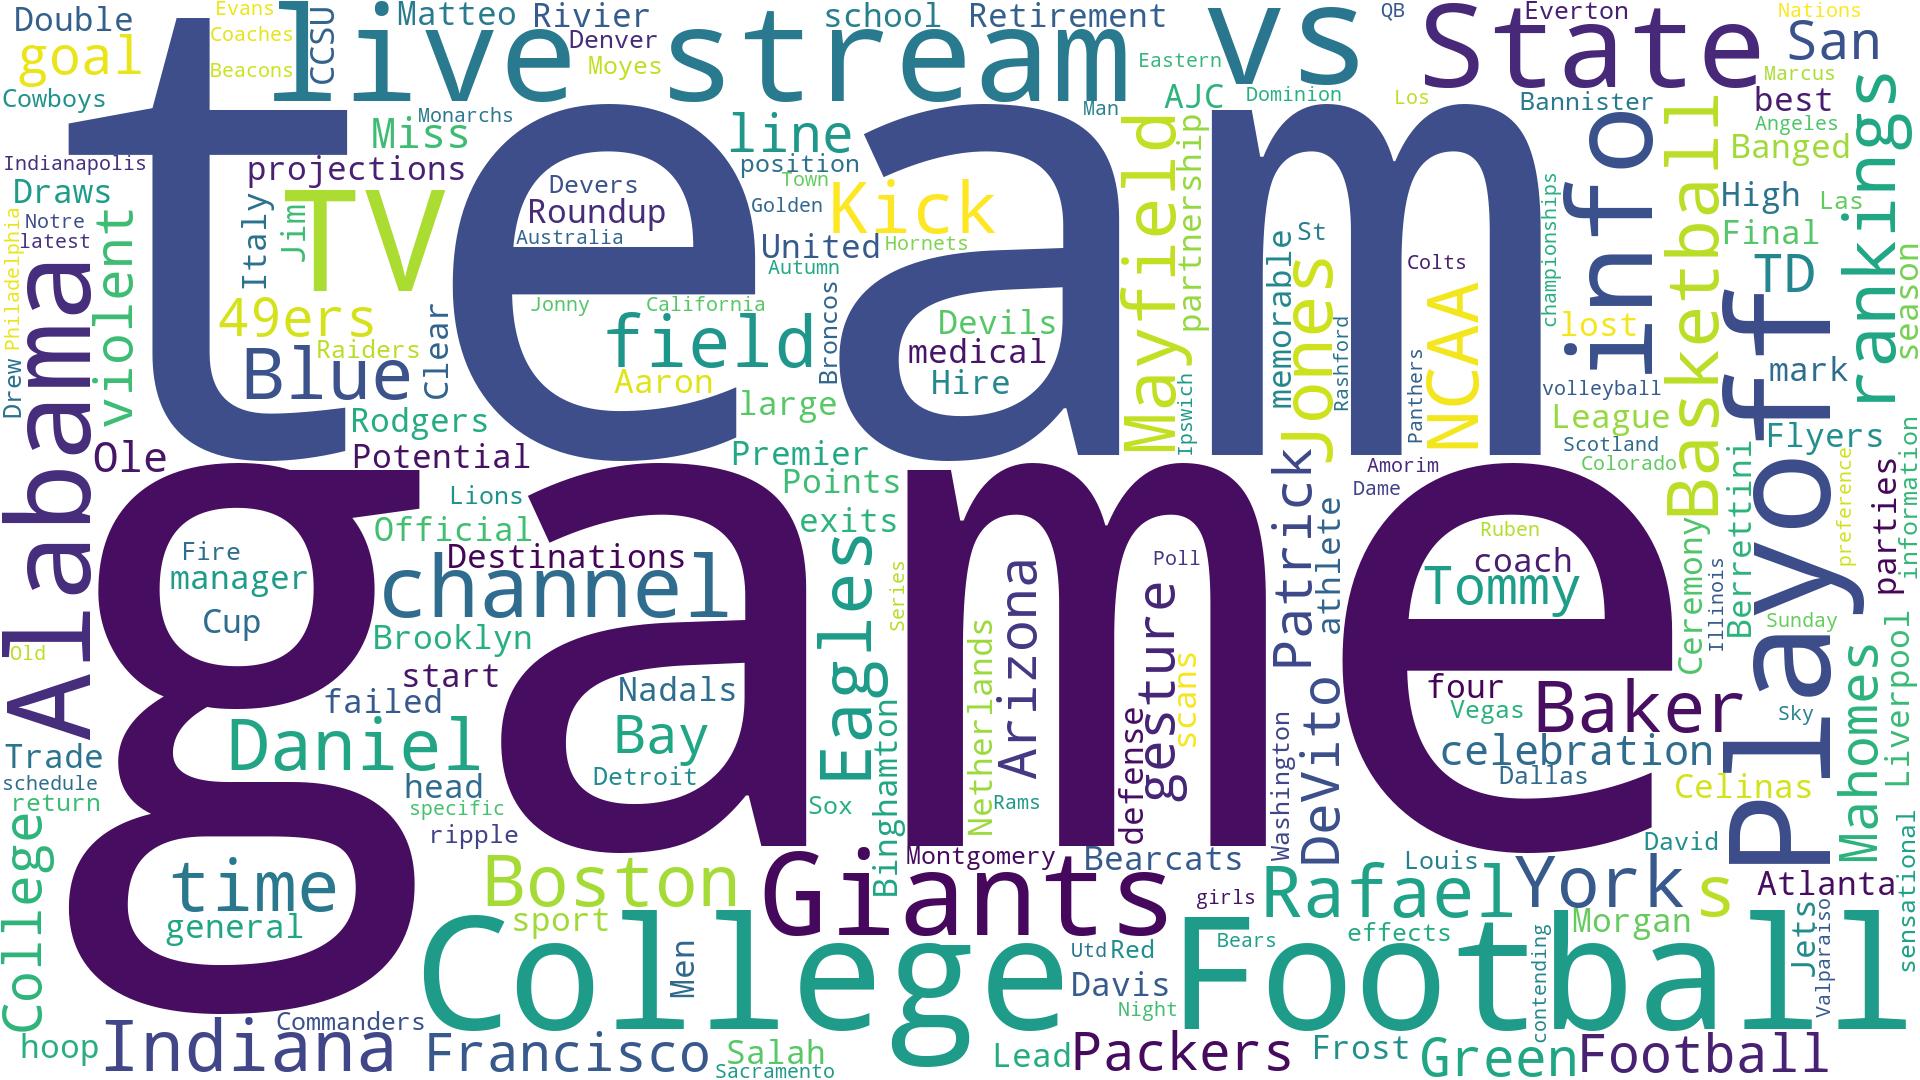 team
game
College Football
live stream
vs
State
Playoff
Alabama
Giants
info
TV
channel
Indiana
Double
goal
Cowboys
Evans
Coaches
Beacons
CCSU
Matteo
Rivier
Denver
Moyes
school
Retirement
Eastern
QB
Everton
Nations
San
Marcus
best
Angeles
Banged
rankings
Monarchs
Miss
line
position
Man
AJC
Dominion
Los
Bannister
Indianapolis
Draws
Notre
latest
Philadelphia
Drew
violent
projections
Italy
Jim
49ers
Raiders
Blue
Clear
Rodgers
Devers
Roundup
Australia
Town
Golden
Kick
United
Hornets
Autumn
Jonny
California
field
Aaron
Broncos
large
Devils
medical
Hire
Mayfield
partnership
Ipswich
memorable
St
Jones
Rashford
Colts
NCAA
Panthers
championships
lost
volleyball
League
Scotland
Colorado
Basketball
High
Las
Final
TD
season
mark
Flyers
information
Ole
Potential
Lions
Official
Destinations
Premier
Points
exits
Series
Eagles
Fire
manager
Cup
Old
Brooklyn
start
failed
Daniel
Trade
schedule
return
head
specific
ripple
College
time
general
hoop
Nadals
Bay
Detroit
Sox
Binghamton
Netherlands
Rams
Arizona
Poll
gesture
scans
defense
Patrick
athlete
Washington
DeVito
Amorim
Dame
Ruben
coach
Tommy
four
Vegas
Baker
celebration
Dallas
Ceremony
Illinois
Berrettini
Sunday
preference
parties
Sky
Celinas
Mahomes
Liverpool
sensational
David
Boston
sport
Montgomery
Bearcats
girls
Louis
Rafael
York
s
Atlanta
Morgan
Jets
Valparaiso
effects
Bears
Utd
Red
Davis
Night
Men
contending
Commanders
Francisco
Salah
Sacramento
Lead
Packers
Frost
Green
Football